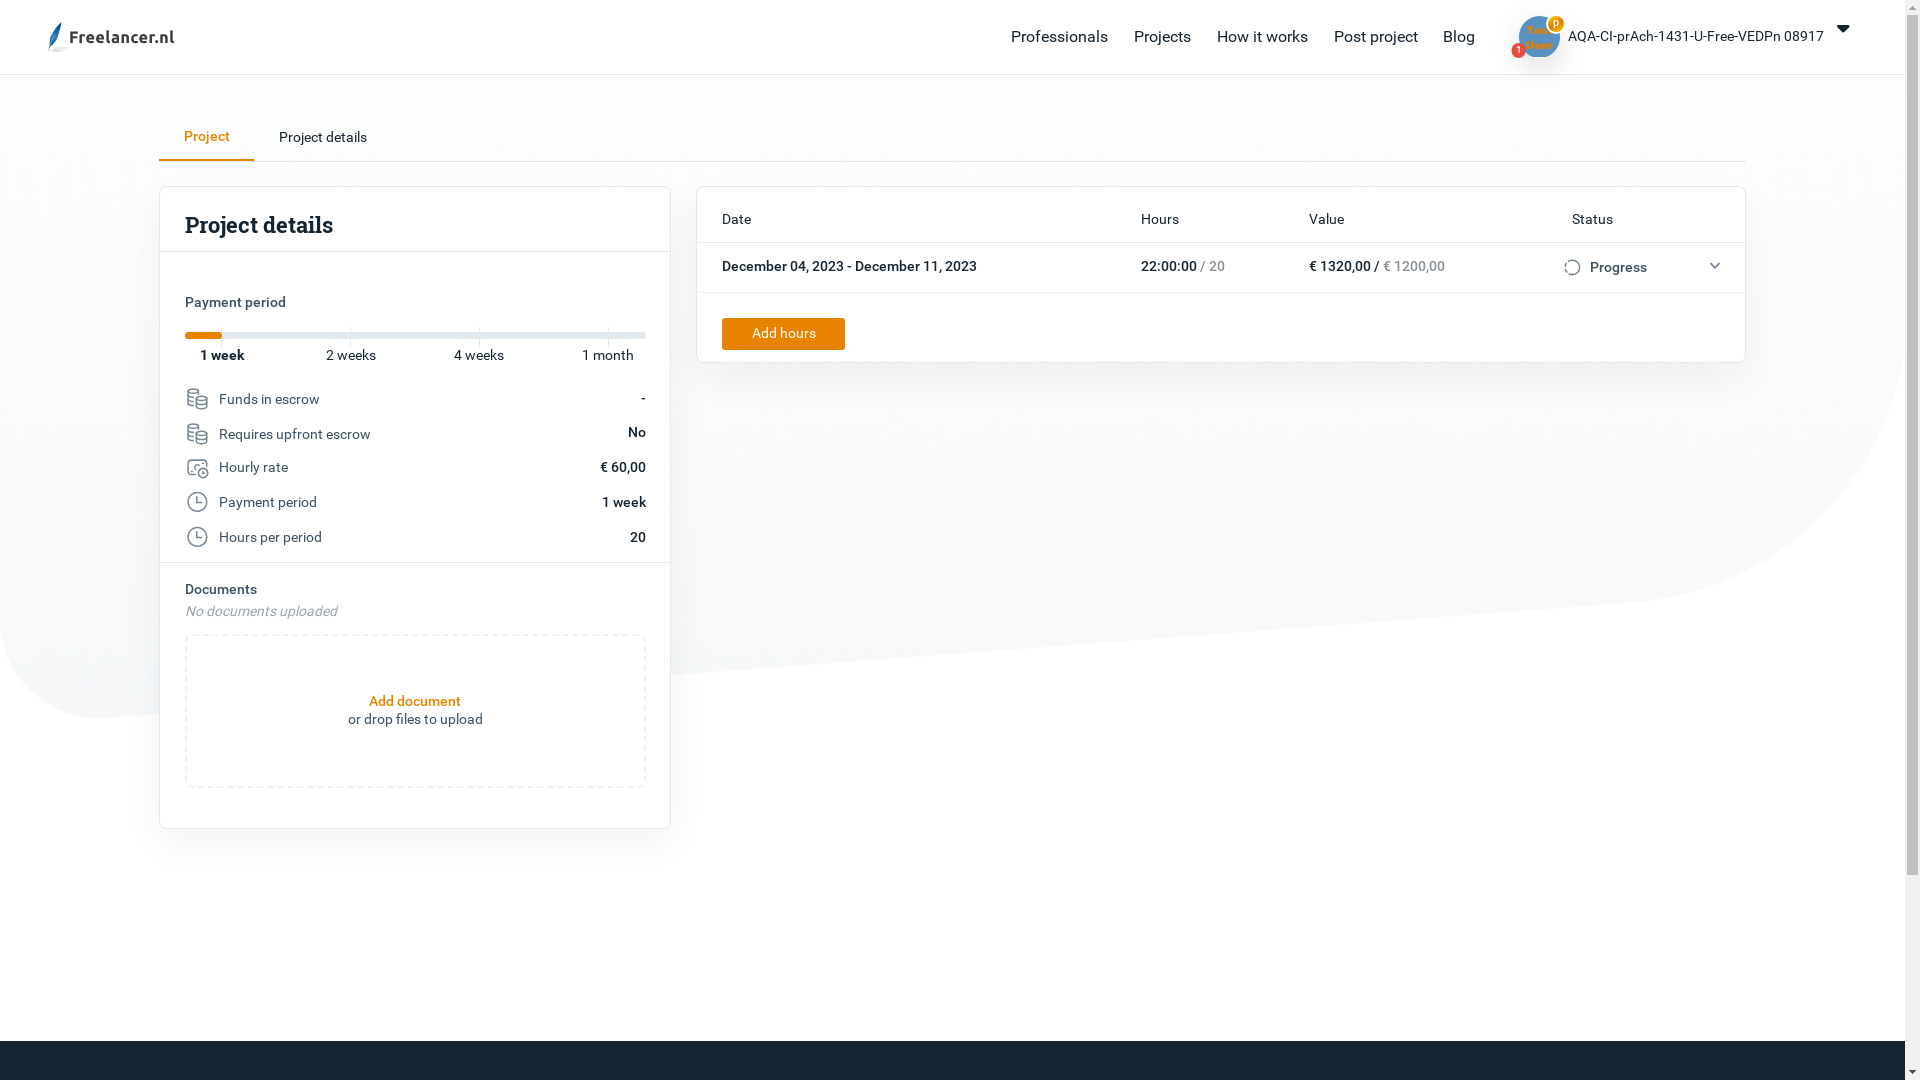 Freelancer.nl
Professionals
Projects
How it works
Post project
Blog
p
Test
User
1
AQA-CI-prAch-1431-U-Free-VEDPn 08917
Project
Project details
Project details
Payment period
1 week
2 weeks
4 weeks
1 month
Funds in escrow -
Requires upfront escrow No
Hourly rate € 60,00
Payment period 1 week
Hours per period 20
Documents
No documents uploaded
Add document
or drop files to upload
Date Hours Value Status
December 04, 2023 - December 11, 2023 22:00:00 / 20 € 1320,00 / € 1200,00 Progress
Add hours